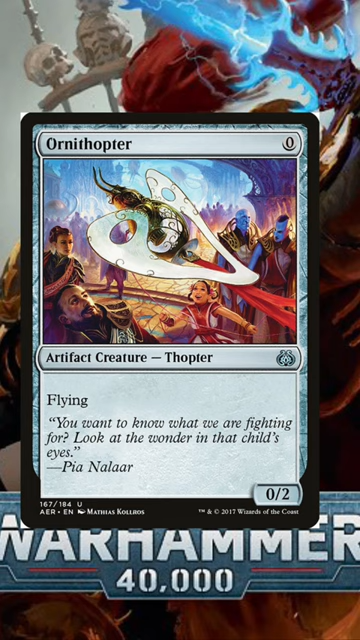 Ornithopter 0
Artifact Creature — Thopter
Flying
“You want to know what we are fighting
for? Look at the wonder in that child’s
eyes.”
—Pia Nalaar
0/2
167/184 U
AER • EN Mathias Kollros ™ & © 2017 Wizards of the Coast
WARHAMMER
40,000